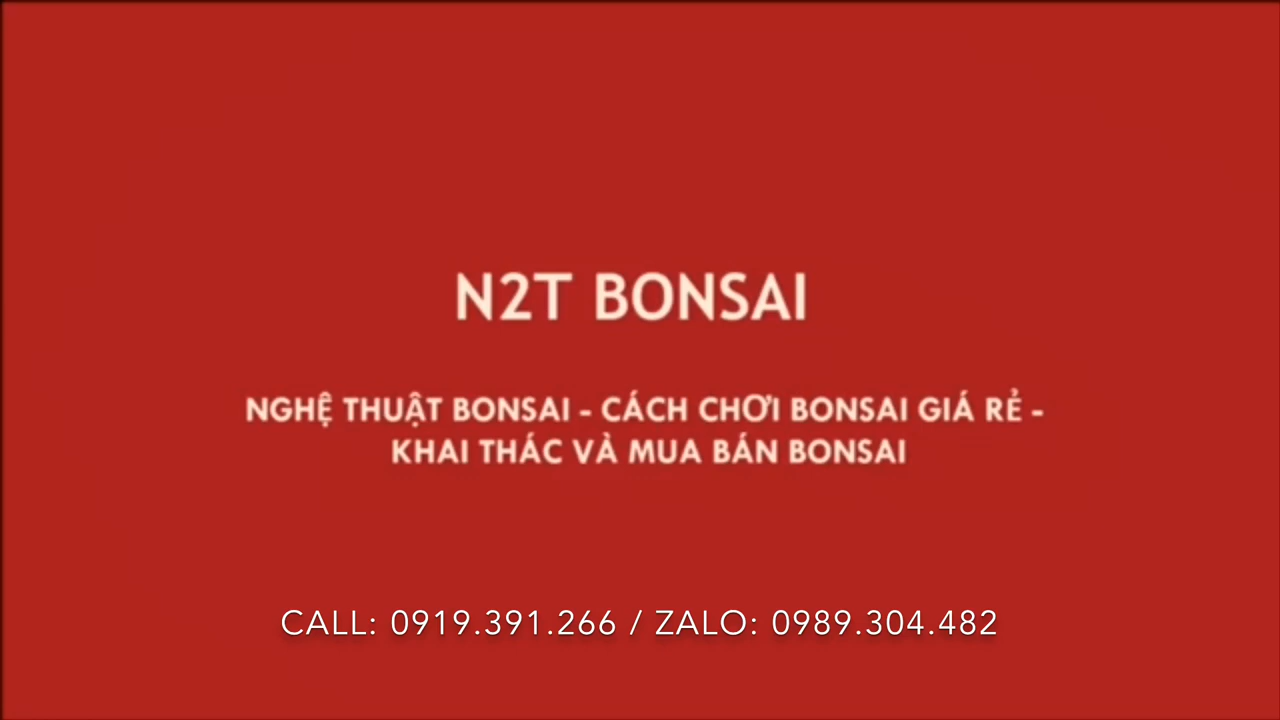 N2T BONSAI
NGHỆ THUẬT BONSAI - CÁCH CHƠI BONSAI GIÁ RẺ -
KHAI THÁC VÀ MUA BÁN BONSAI
CALL: 0919.391.266 / ZALO: 0989.304.482